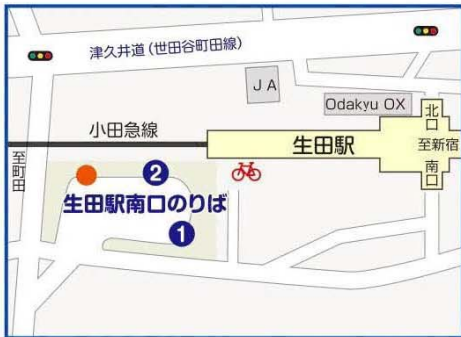 津久井道(世田谷町田線)
JA
Odakyu OX
北口
小田急線
生田駅
至新宿
南口
至町田
2
生田駅南口のりば
1